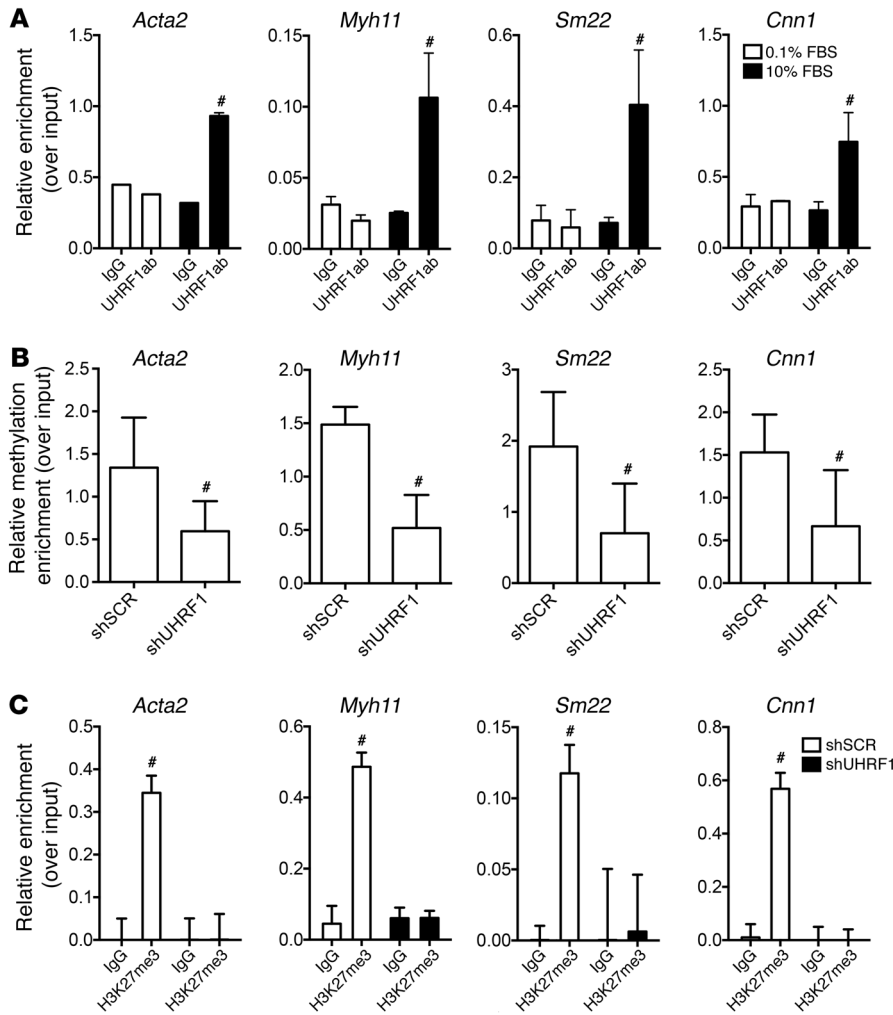 A
Acta2
Myh11
Sm22
Cnn1
Relative enrichment
(over input)
1.5
1.0
0.5
0.0
IgG
UHRF1ab
IgG
UHRF1ab
#
0.15
0.10
0.05
0.00
IgG
UHRF1ab
IgG
UHRF1ab
#
0.6
0.4
0.2
0.0
IgG
UHRF1ab
IgG
UHRF1ab
#
1.5
1.0
0.5
0.0
IgG
UHRF1ab
IgG
UHRF1ab
#
0.1% FBS
10% FBS
B
Acta2
Myh11
Sm22
Cnn1
Relative methylation
enrichment (over input)
2.5
2.0
1.5
1.0
0.5
0.0
shSCR
shUHRF1
#
2.0
1.5
1.0
0.5
0.0
shSCR
shUHRF1
#
3
2
1
0
shSCR
shUHRF1
#
2.5
2.0
1.5
1.0
0.5
0.0
shSCR
shUHRF1
#
C
Acta2
Myh11
Sm22
Cnn1
Relative enrichment
(over input)
0.5
0.4
0.3
0.2
0.1
0.0
IgG
H3K27me3
IgG
H3K27me3
#
0.6
0.4
0.2
0.0
IgG
H3K27me3
IgG
H3K27me3
#
0.15
0.10
0.05
0.00
IgG
H3K27me3
IgG
H3K27me3
#
0.8
0.6
0.4
0.2
0.0
IgG
H3K27me3
IgG
H3K27me3
#
shSCR
shUHRF1